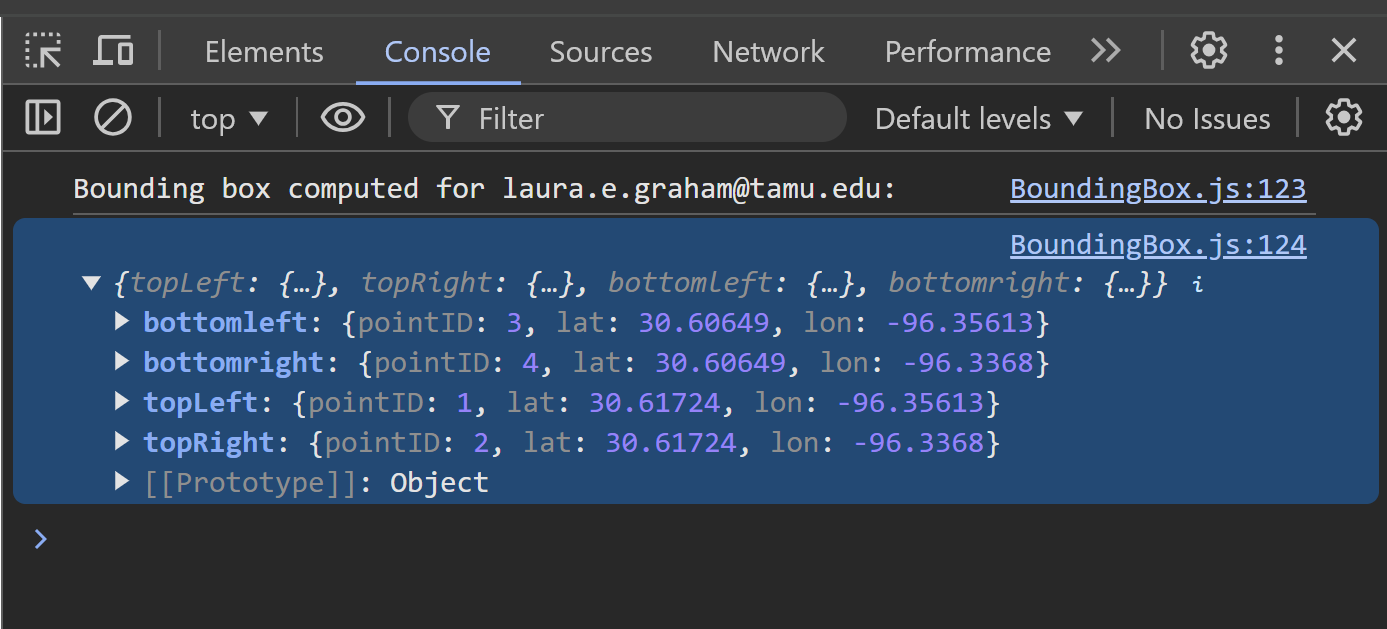 Elements Console Sources Network Performance
top Filter Default levels No Issues
Bounding box computed for laura.e.graham@tamu.edu: BoundingBox.js:123
BoundingBox.js:124
{topLeft: {…}, topRight: {…}, bottomleft: {…}, bottomright: {…}} i
bottomleft: {pointID: 3, lat: 30.60649, lon: -96.35613}
bottomright: {pointID: 4, lat: 30.60649, lon: -96.3368}
topLeft: {pointID: 1, lat: 30.61724, lon: -96.35613}
topRight: {pointID: 2, lat: 30.61724, lon: -96.3368}
[[Prototype]]: Object